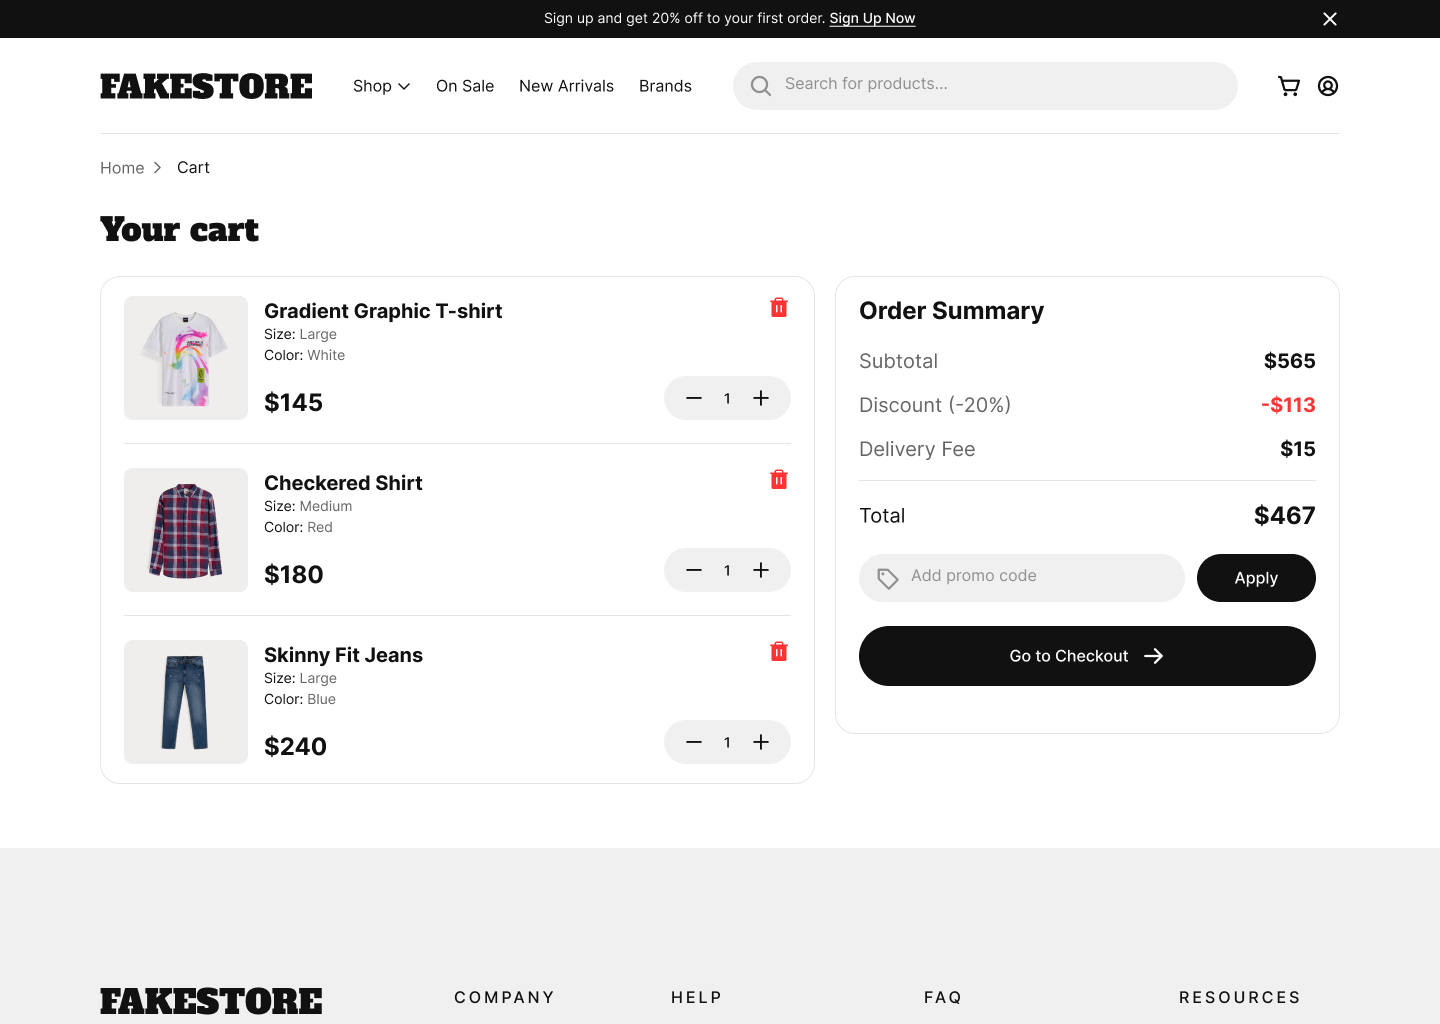 Sign up and get 20% off to your first order. Sign Up Now
FAKESTORE
Shop
On Sale
New Arrivals
Brands
Search for products...
Home
Cart
Your cart
Gradient Graphic T-shirt
Size: Large
Color: White
$145
1
Checkered Shirt
Size: Medium
Color: Red
$180
1
Skinny Fit Jeans
Size: Large
Color: Blue
$240
1
Order Summary
Subtotal $565
Discount (-20%) -$113
Delivery Fee $15
Total $467
Add promo code
Apply
Go to Checkout
FAKESTORE
COMPANY
HELP
FAQ
RESOURCES